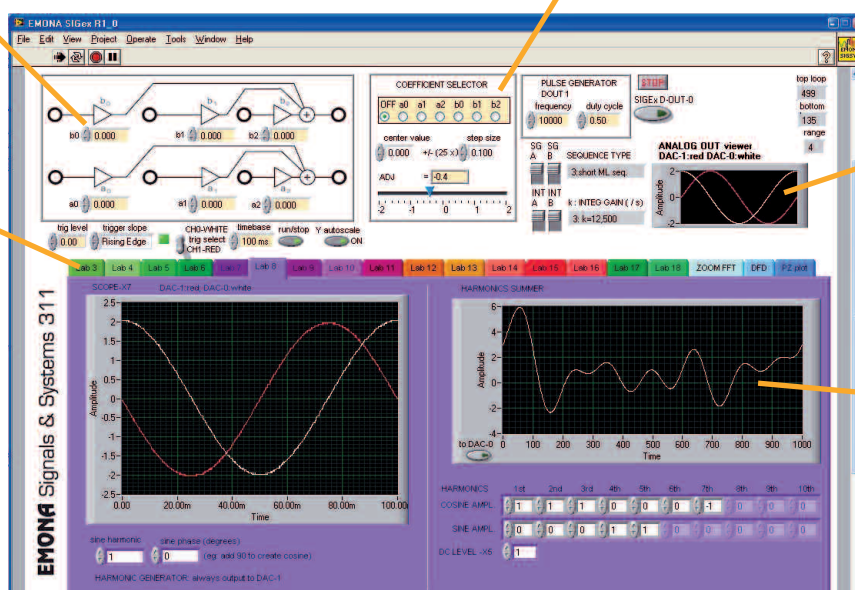 EMONA SIGex R1_0
File Edit View Project Operate Tools Window Help
b0 0.000 b1 0.000 b2 0.000
a0 0.000 a1 0.000 a2 0.000
COEFFICIENT SELECTOR
OFF a0 a1 a2 b0 b1 b2
center value step size
0.000 +/- (25 x) 0.100
ADJ = -0.4
-2 -1 0 1 2
PULSE GENERATOR
DOUT 1
frequency duty cycle
10000 0.50
STOP
SIGEx D-OUT-0
top loop
499
bottom
135
range
4
SG SG
A B
SEQUENCE TYPE
3:short ML seq.
INT INT
A B
k : INTEG GAIN ( / s)
3: k=12,500
ANALOG OUT viewer
DAC-1:red DAC-0:white
Amplitude
2
0
-2
trig level trigger slope CH0-WHITE timebase run/stop Y autoscale
0.00 Rising Edge trig select 100 ms ON
CH1-RED
Lab 3 Lab 4 Lab 5 Lab 6 Lab 7 Lab 8 Lab 9 Lab 10 Lab 11 Lab 12 Lab 13 Lab 14 Lab 15 Lab 16 Lab 17 Lab 18 ZOOM FFT DFD PZ plot
EMONA Signals & Systems 311
SCOPE-X7 DAC-1:red DAC-0:white
Amplitude
2.5
2
1.5
1
0.5
0
-0.5
-1
-1.5
-2
-2.5
0.00 20.00m 40.00m 60.00m 80.00m 100.00m
Time
sine harmonic sine phase (degrees)
1 0 (eg: add 90 to create cosine)
HARMONIC GENERATOR: always output to DAC-1
HARMONICS SUMMER
Amplitude
6
4
2
0
-2
-4
to DAC-0
0 100 200 300 400 500 600 700 800 900 1000
Time
HARMONICS 1st 2nd 3rd 4th 5th 6th 7th 8th 9th 10th
COSINE AMPL 1 1 1 0 0 0 -1 0 0 0
SINE AMPL 0 0 0 1 1 0 0 0 0 0
DC LEVEL -X5 1